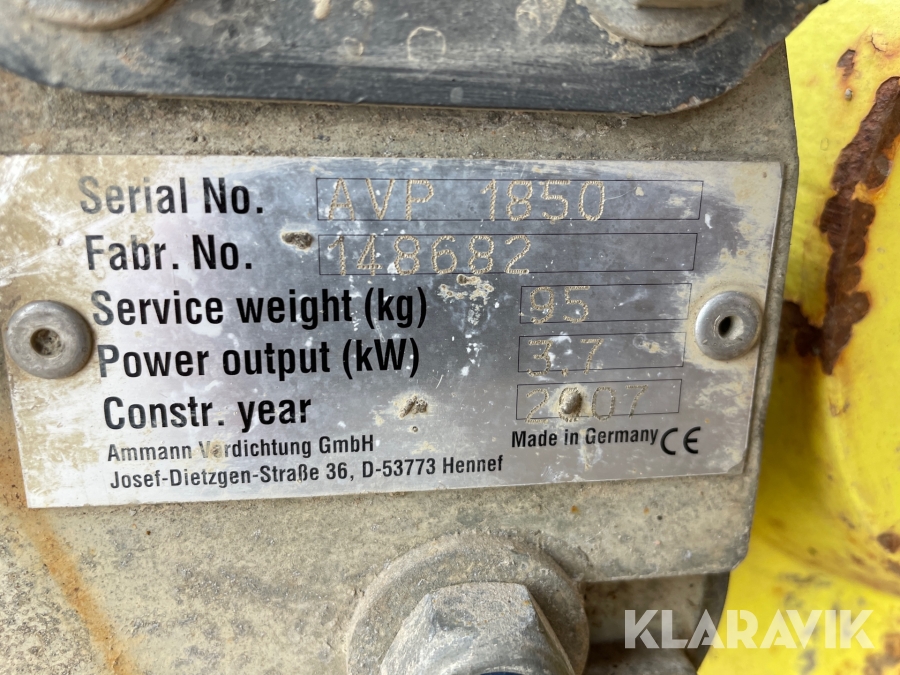 Serial No. AVP 1850
Fabr. No. 148682
Service weight (kg) 95
Power output (kW) 3.7
Constr. year 2007
Ammann Verdichtung GmbH
Made in Germany CE
Josef-Dietzgen-Straße 36, D-53773 Hennef
KLARAVIK